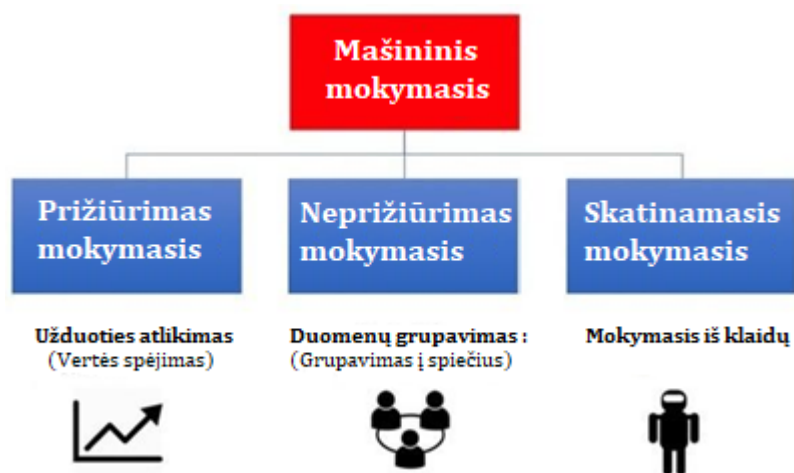 Mašininis
mokymasis
Prižiūrimas
mokymasis
Neprižiūrimas
mokymasis
Skatinamasis
mokymasis
Užduoties atlikimas
(Vertės spėjimas)
Duomenų grupavimas :
(Grupavimas į spiečius)
Mokymasis iš klaidų